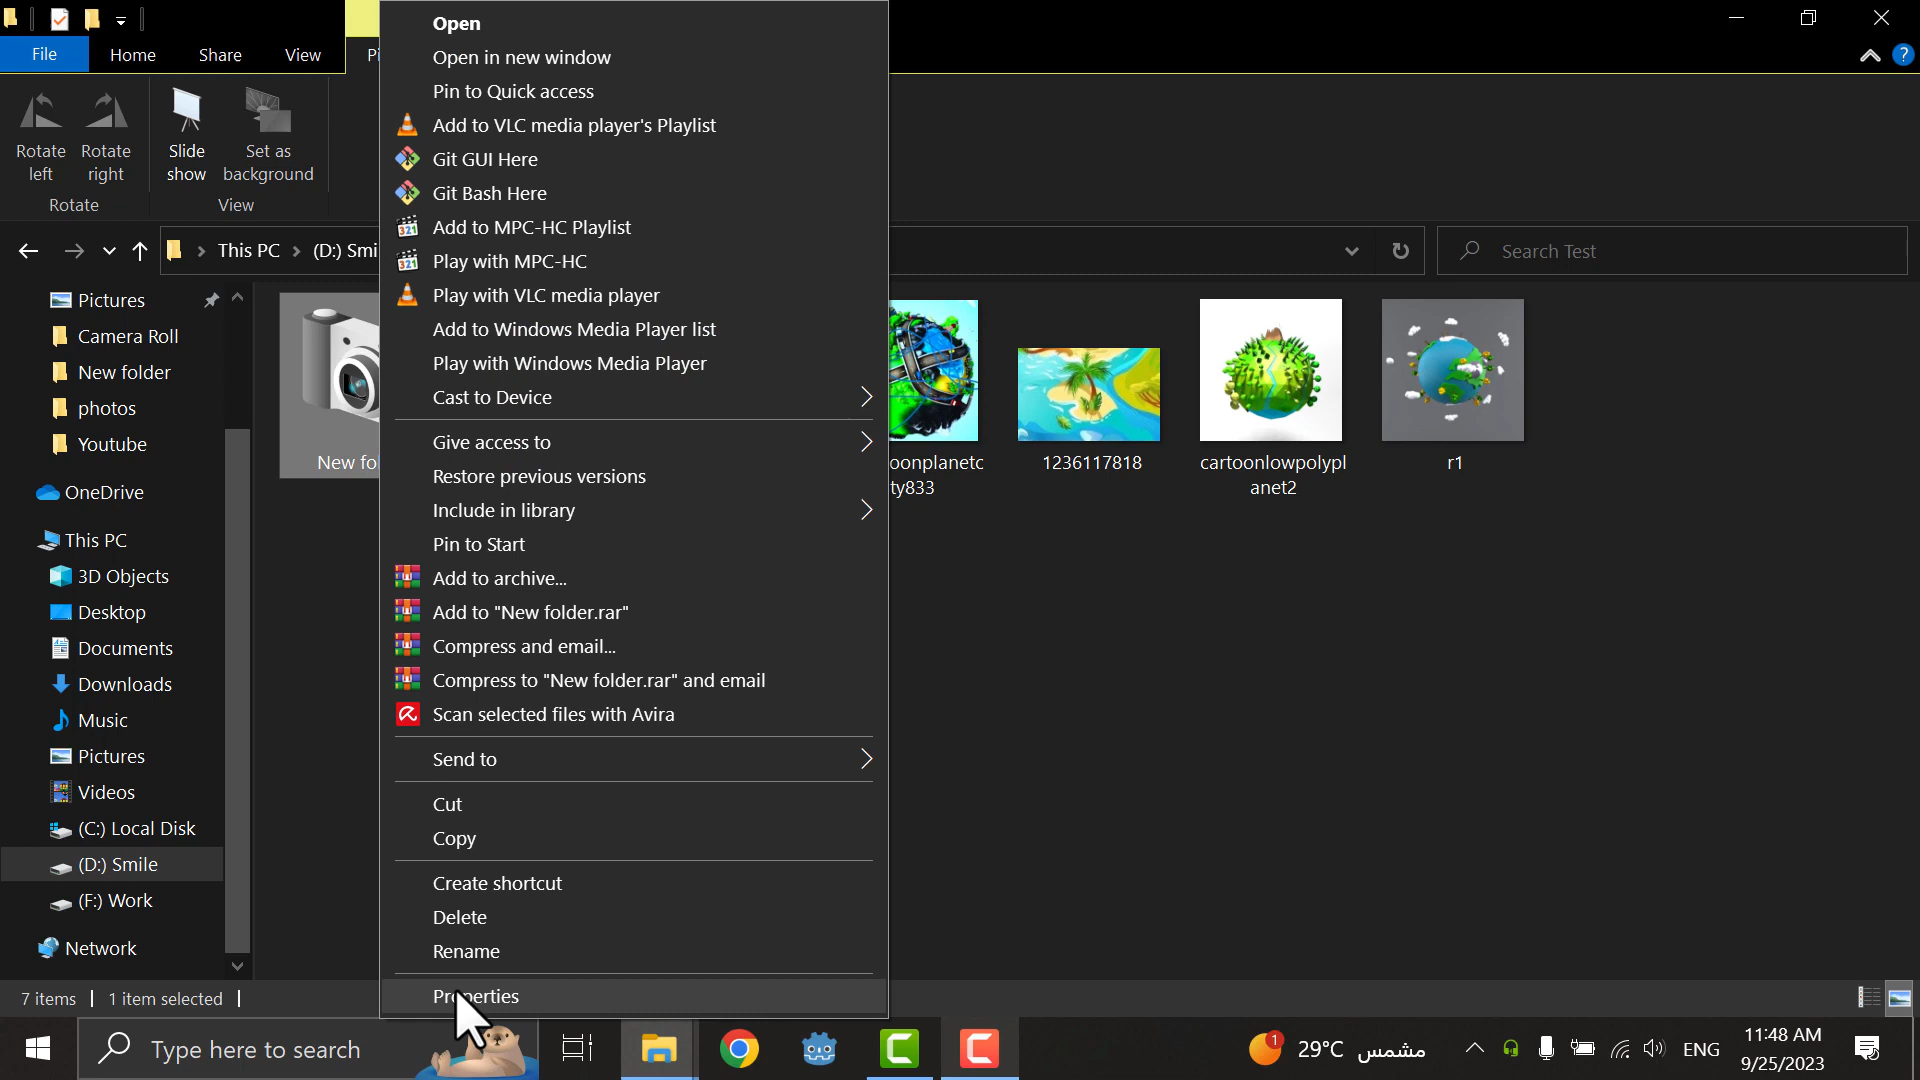 File
Home
Share
View
Rotate left
Rotate right
Slide show
Set as background
Rotate
View
This PC
(D:) Smi
Search Test
Open
Open in new window
Pin to Quick access
Add to VLC media player's Playlist
Git GUI Here
Git Bash Here
Add to MPC-HC Playlist
Play with MPC-HC
Play with VLC media player
Add to Windows Media Player list
Play with Windows Media Player
Cast to Device
Give access to
Restore previous versions
Include in library
Pin to Start
Add to archive...
Add to "New folder.rar"
Compress and email...
Compress to "New folder.rar" and email
Scan selected files with Avira
Send to
Cut
Copy
Create shortcut
Delete
Rename
Properties
Pictures
Camera Roll
New folder
photos
Youtube
OneDrive
This PC
3D Objects
Desktop
Documents
Downloads
Music
Pictures
Videos
(C:) Local Disk
(D:) Smile
(F:) Work
Network
New fol
oonplanetc
ty833
1236117818
cartoonlowpolypl
anet2
r1
7 items
1 item selected
Type here to search
1
29°C مشمس
ENG
11:48 AM
9/25/2023